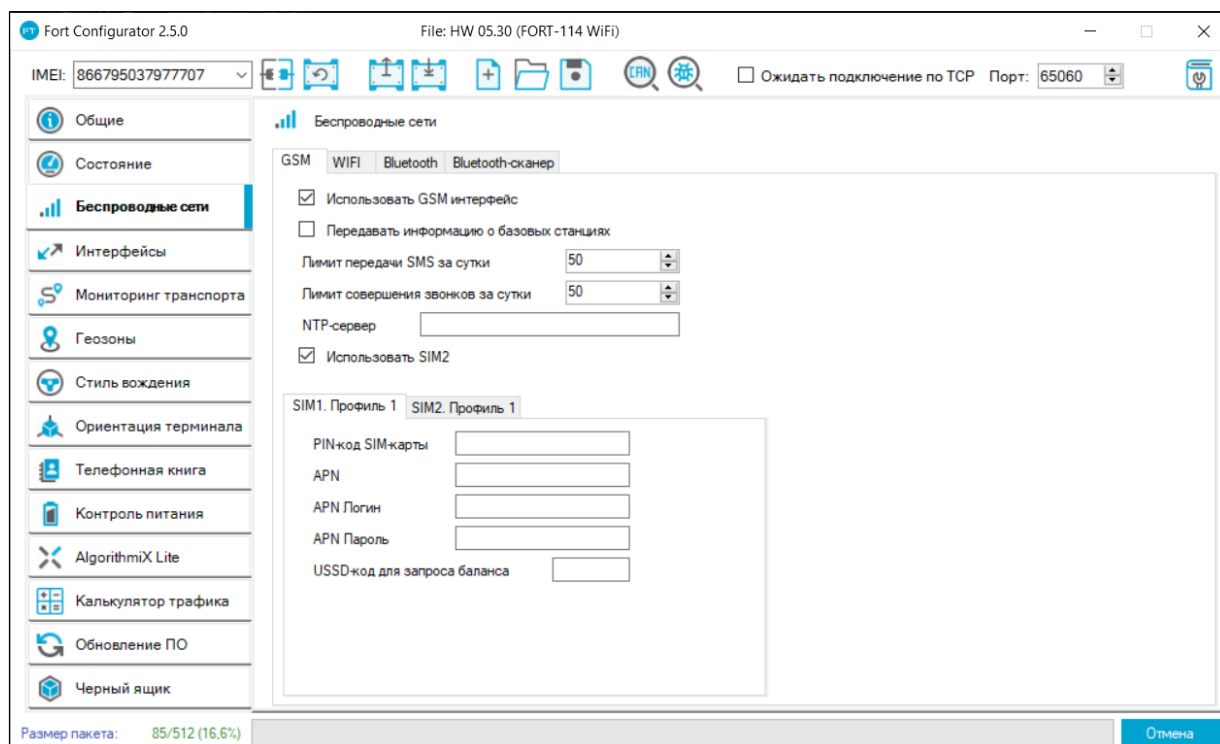 Fort Configurator 2.5.0 File: HW 05.30 (FORT-114 WiFi)
IMEI: 866795037977707 CAN Ожидать подключение по TCP Порт: 65060
Общие
Состояние
Беспроводные сети
Интерфейсы
Мониторинг транспорта
Геозоны
Стиль вождения
Ориентация терминала
Телефонная книга
Контроль питания
AlgorithmiX Lite
Калькулятор трафика
Обновление ПО
Черный ящик
Беспроводные сети
GSM WIFI Bluetooth Bluetooth-сканер
Использовать GSM интерфейс
Передавать информацию о базовых станциях
Лимит передачи SMS за сутки 50
Лимит совершения звонков за сутки 50
NTP-сервер
Использовать SIM2
SIM1. Профиль 1 SIM2. Профиль 1
PIN-код SIM-карты
APN
APN Логин
APN Пароль
USSD-код для запроса баланса
Размер пакета: 85/512 (16,6%) Отмена